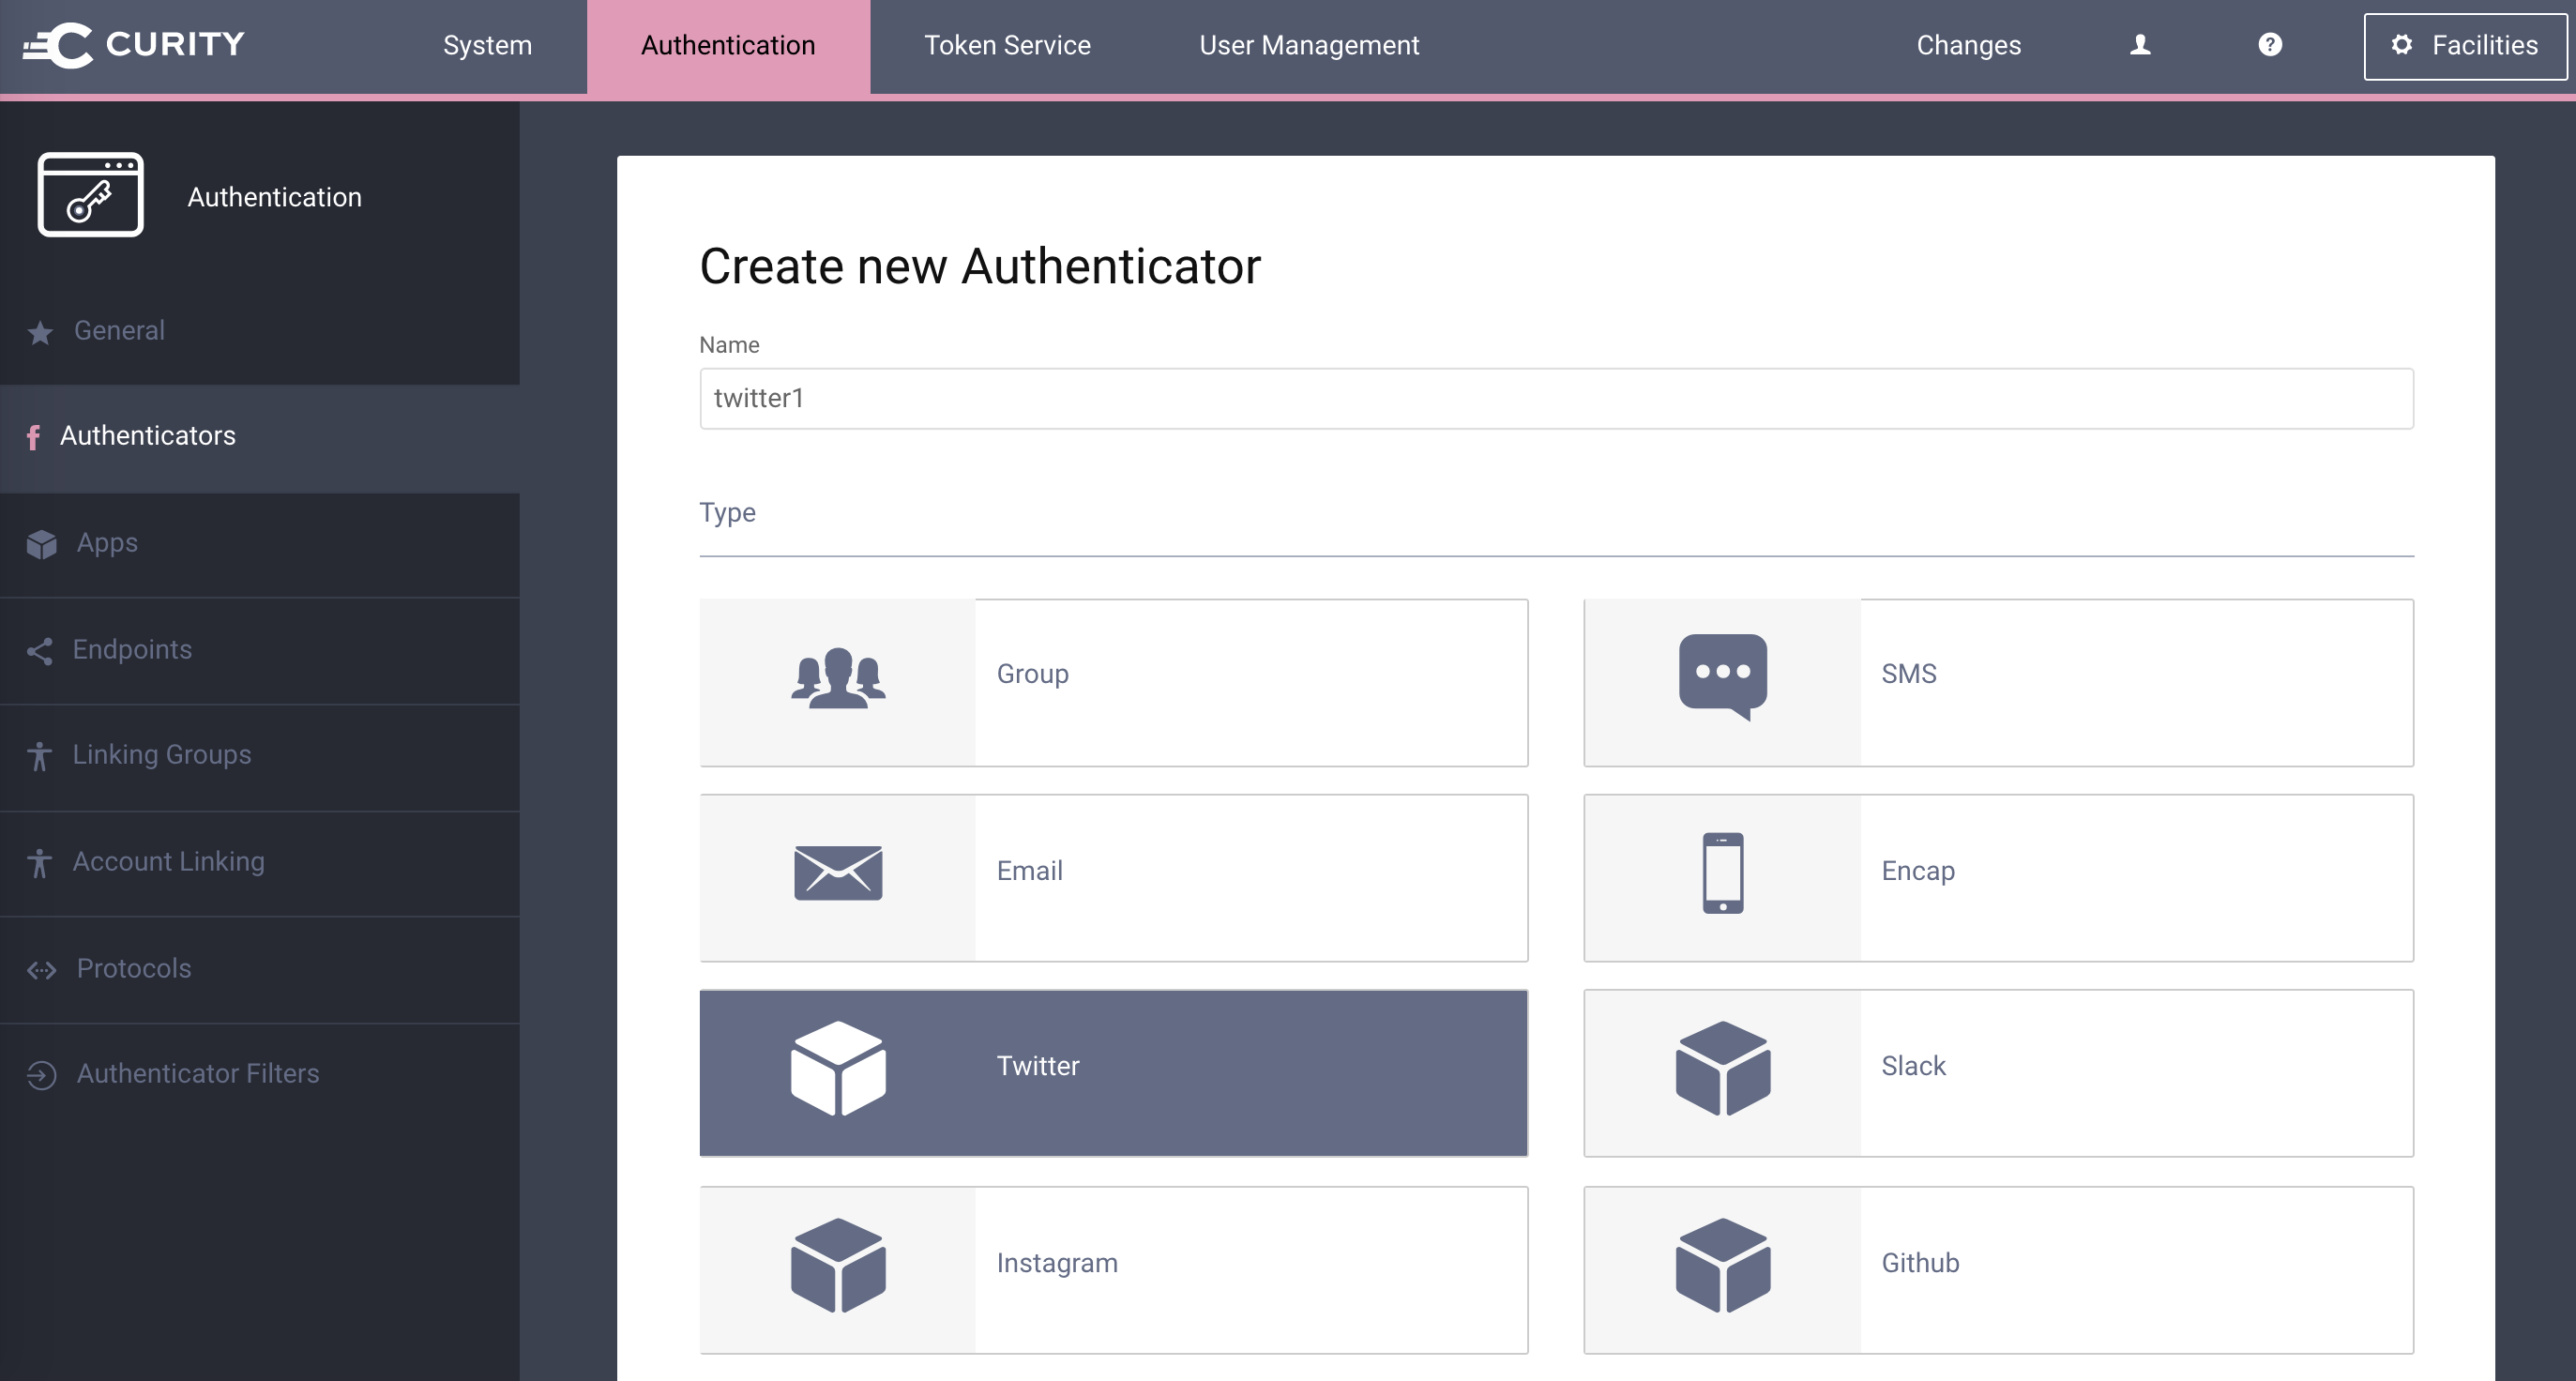 CURITY
System
Authentication
Token Service
User Management
Changes
Facilities
Authentication
General
Authenticators
Apps
Endpoints
Linking Groups
Account Linking
Protocols
Authenticator Filters
Create new Authenticator
Name
twitter1
Type
Group
SMS
Email
Encap
Twitter
Slack
Instagram
Github